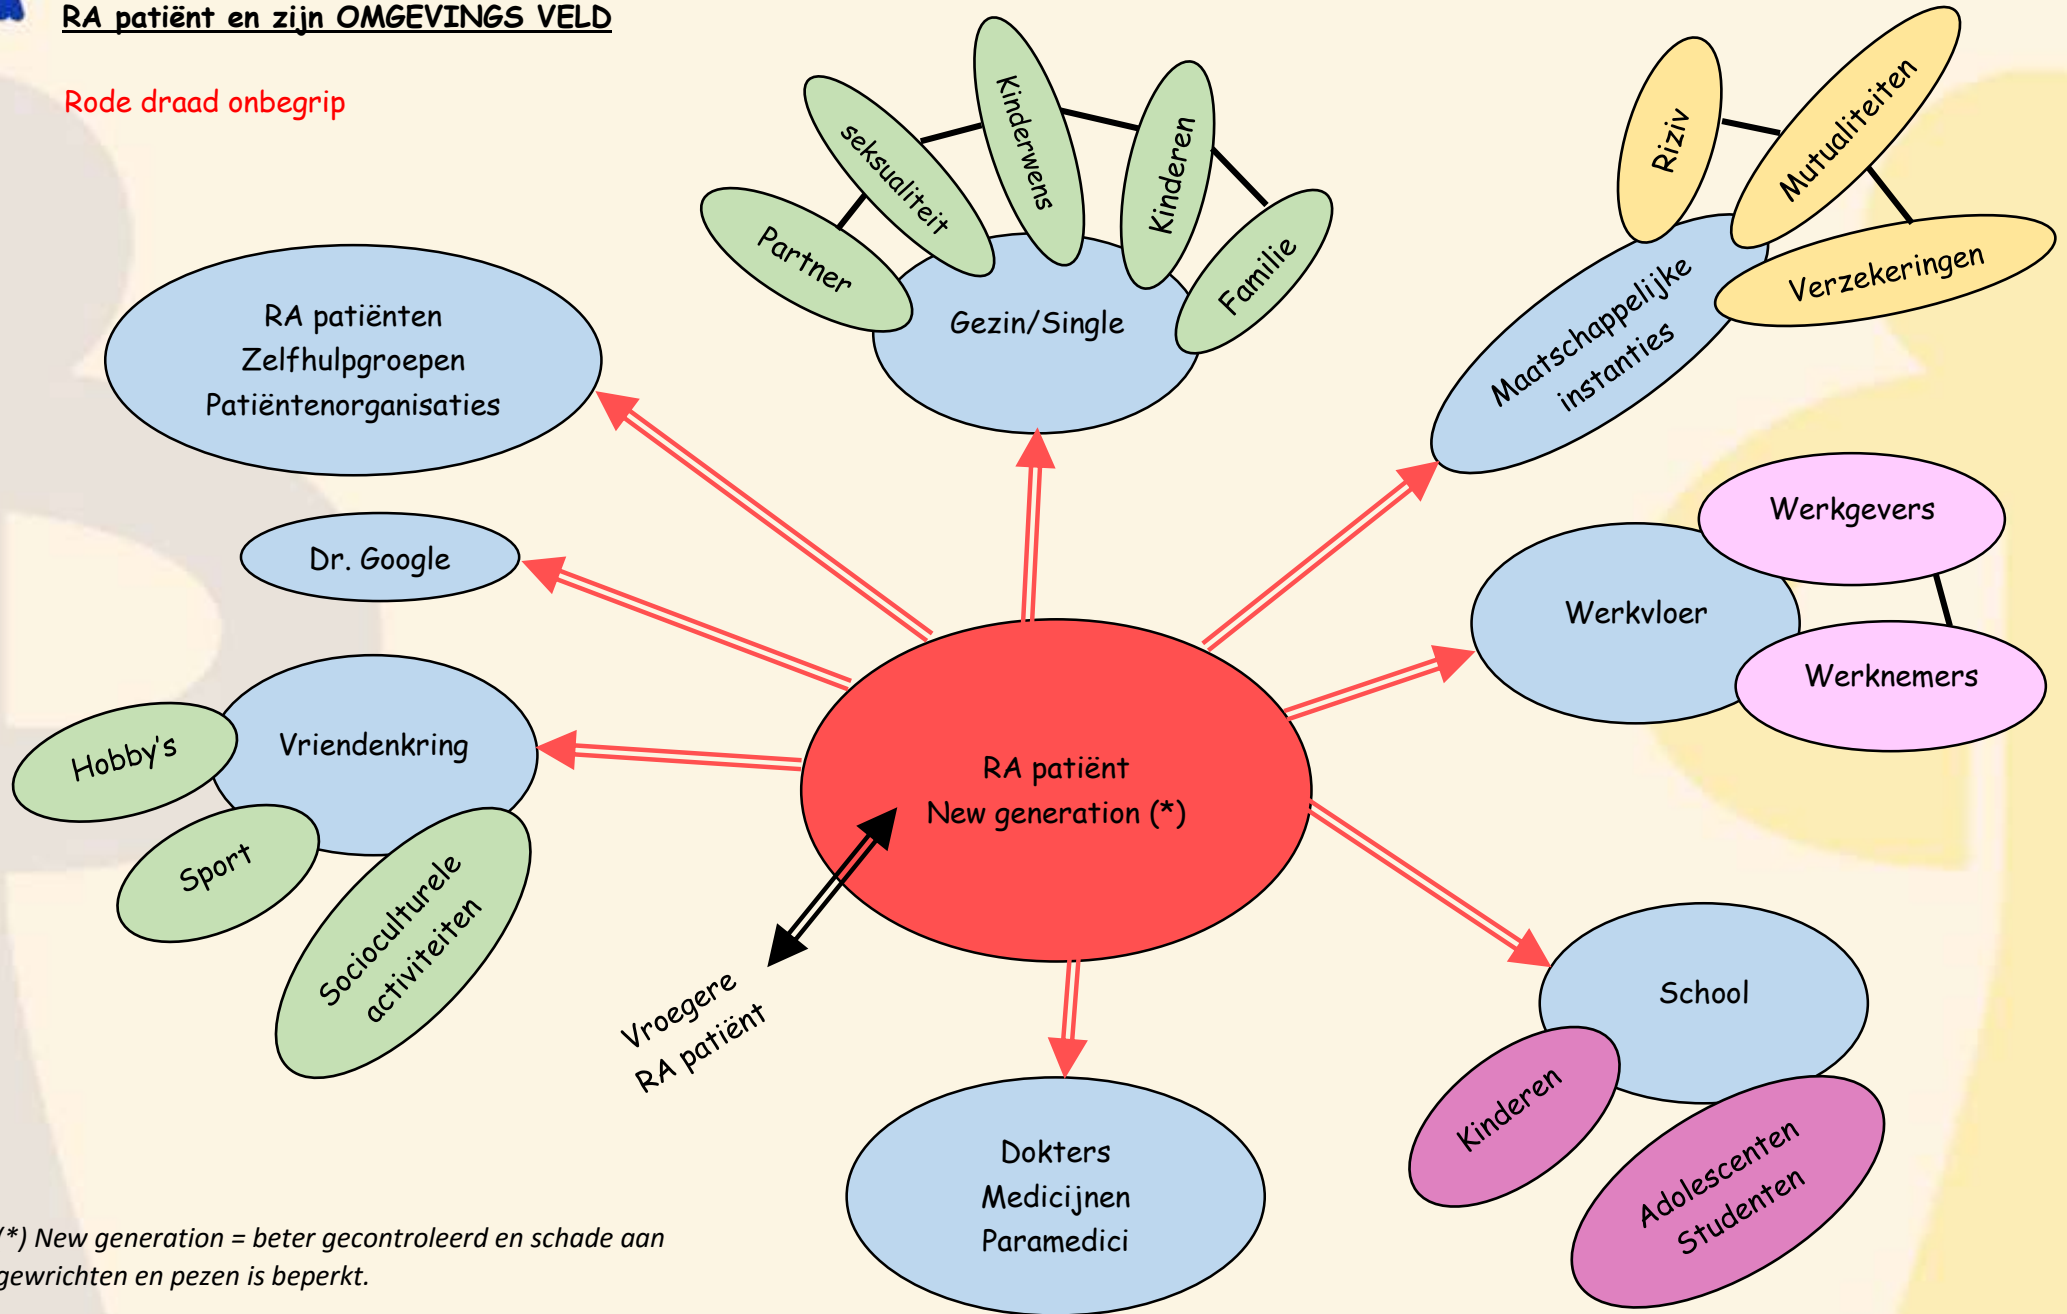 RA patiënt en zijn OMGEVINGS VELD
Rode draad onbegrip
Partner
seksualiteit
Kinderwens
Kinderen
Familie
Gezin/Single
Riziv
Mutualiteiten
Verzekeringen
Maatschappelijke
instanties
RA patiënten
Zelfhulpgroepen
Patiëntenorganisaties
Dr. Google
Werkgevers
Werkvloer
Werknemers
Vriendenkring
Hobby's
Sport
Socioculturele
activiteiten
RA patiënt
New generation (*)
Vroegere
RA patiënt
School
Kinderen
Adolescenten
Studenten
Dokters
Medicijnen
Paramedici
(*) New generation = beter gecontroleerd en schade aan
gewrichten en pezen is beperkt.